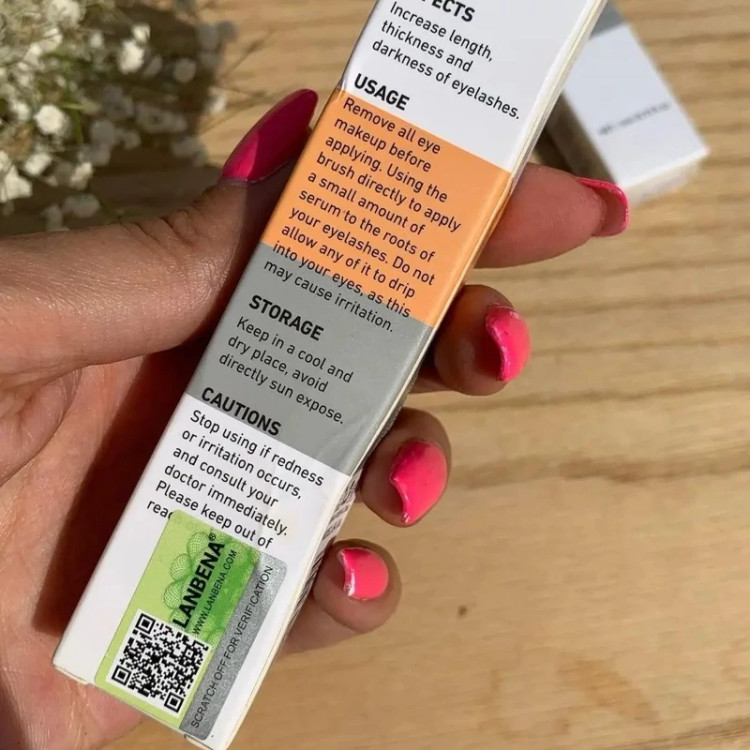 Increase length,
thickness and
darkness of eyelashes.
USAGE
Remove all eye
makeup before
applying. Using the
brush directly to apply
a small amount of
serum to the roots of
your eyelashes. Do not
allow any of it to drip
into your eyes, as this
may cause irritation.
STORAGE
Keep in a cool and
dry place, avoid
directly sun expose.
CAUTIONS
Stop using if redness
or irritation occurs,
and consult your
doctor immediately.
Please keep out of
LANBENA®
WWW.LANBENA.COM
SCRATCH OFF FOR VERIFICATION